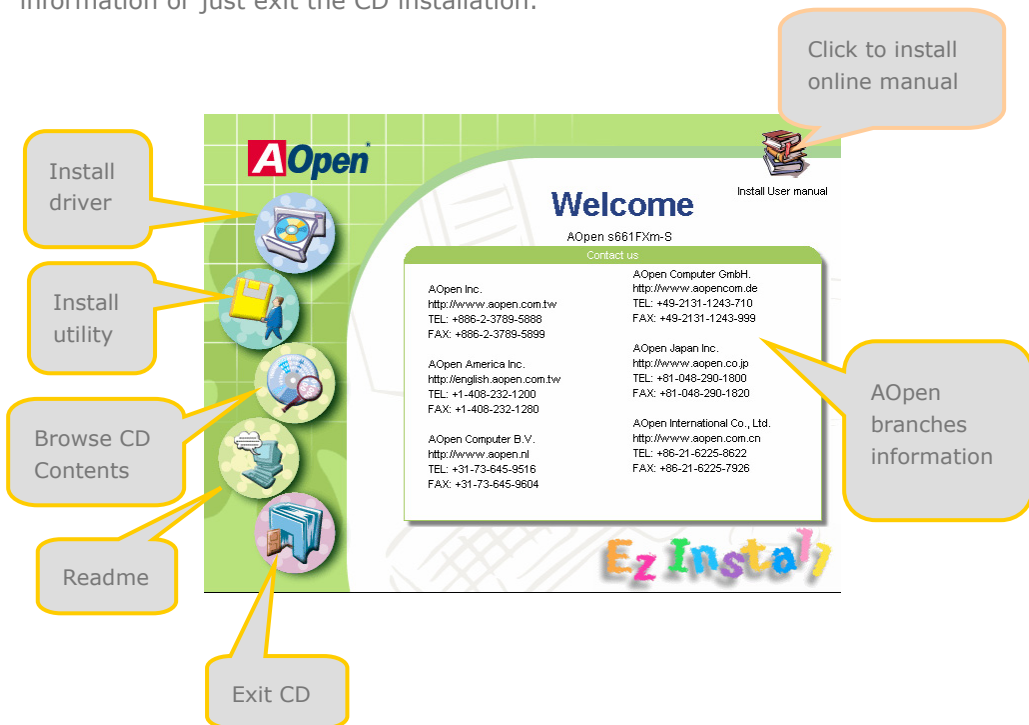 information or just exit the CD installation.
Click to install
online manual
Install
driver
Install
utility
Browse CD
Contents
Readme
Exit CD
AOpen®
Install User manual
Welcome
AOpen s661FXm-S
Contact us
AOpen Inc.
http://www.aopen.com.tw
TEL: +886-2-3789-5888
FAX: +886-2-3789-5899
AOpen America Inc.
http://english.aopen.com.tw
TEL: +1-408-232-1200
FAX: +1-408-232-1280
AOpen Computer B.V.
http://www.aopen.nl
TEL: +31-73-645-9516
FAX: +31-73-645-9604
AOpen Computer GmbH.
http://www.aopencom.de
TEL: +49-2131-1243-710
FAX: +49-2131-1243-999
AOpen Japan Inc.
http://www.aopen.co.jp
TEL: +81-048-290-1800
FAX: +81-048-290-1820
AOpen International Co., Ltd.
http://www.aopen.com.cn
TEL: +86-21-6225-8622
FAX: +86-21-6225-7926
Ez Install
AOpen
branches
information